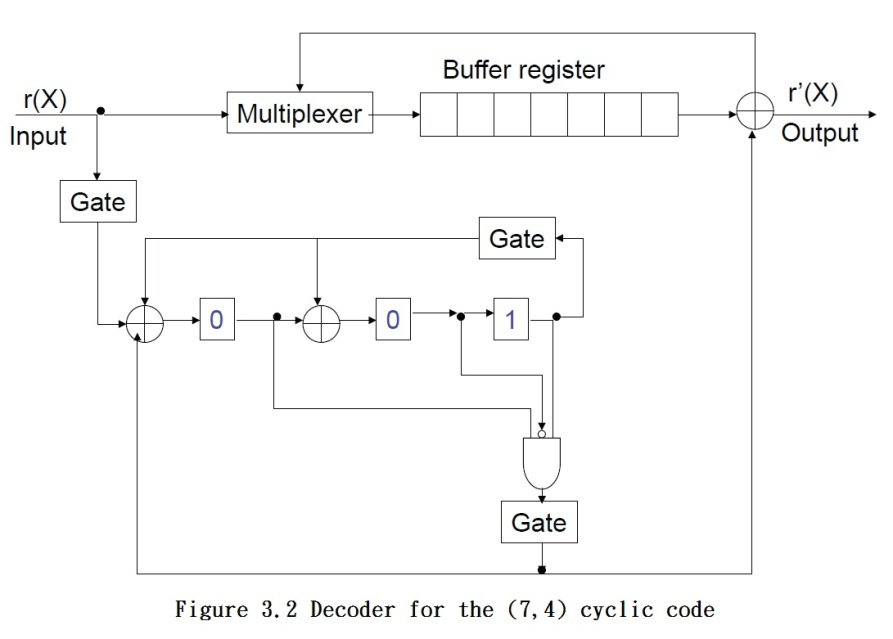 Buffer register
r(X)
Input
Multiplexer
r'(X)
Output
Gate
Gate
0
0
1
Gate
Figure 3.2 Decoder for the (7,4) cyclic code